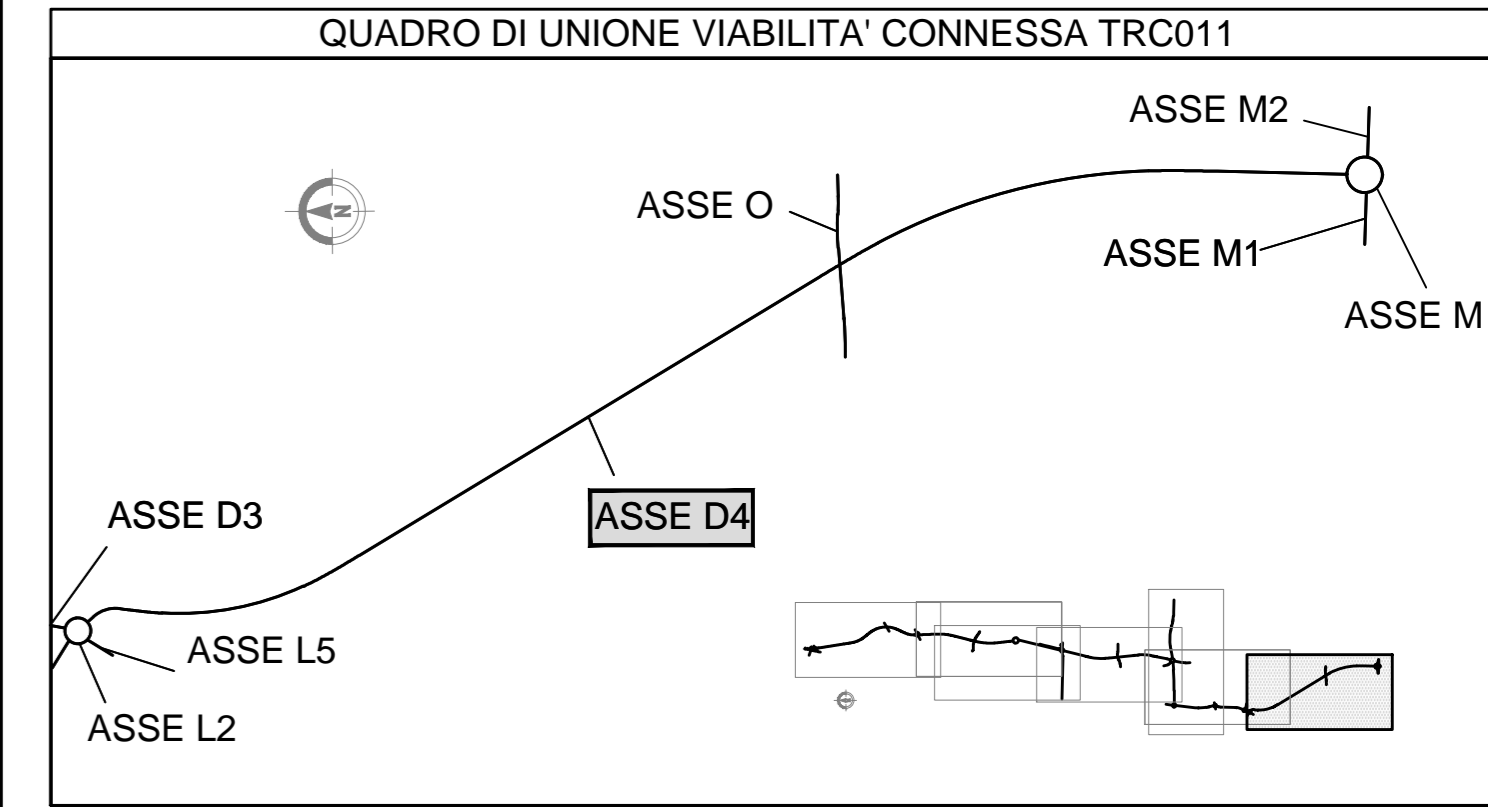 QUADRO DI UNIONE VIABILITA' CONNESSA TRC011
ASSE M2
ASSE O
N
ASSE M1
ASSE M
ASSE D3
ASSE D4
ASSE L5
ASSE L2